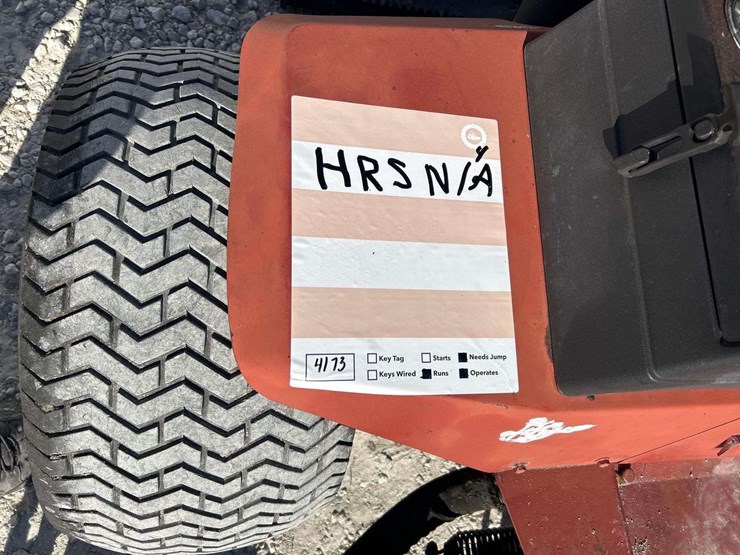 HRS N/A
4173 Key Tag Starts Needs Jump
Keys Wired Runs Operates